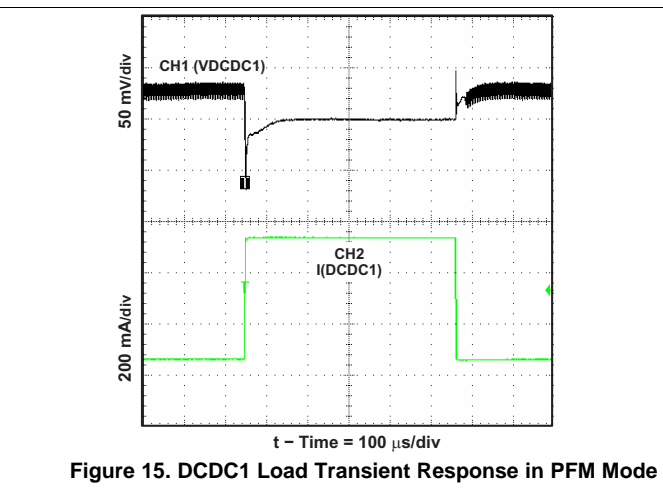 CH1 (VDCDC1)
50 mV/div
CH2
I(DCDC1)
200 mA/div
t − Time = 100 μs/div
Figure 15. DCDC1 Load Transient Response in PFM Mode